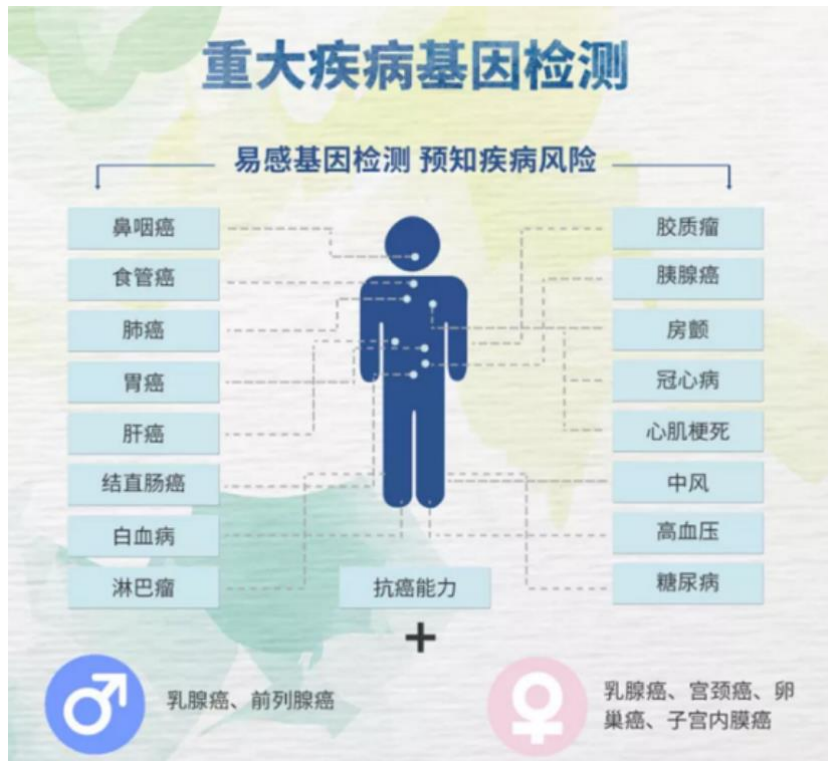 重大疾病基因检测
易感基因检测 预知疾病风险
鼻咽癌
食管癌
肺癌
胃癌
肝癌
结直肠癌
白血病
淋巴瘤
胶质瘤
胰腺癌
房颤
冠心病
心肌梗死
中风
高血压
糖尿病
抗癌能力
+
乳腺癌、前列腺癌
乳腺癌、宫颈癌、卵
巢癌、子宫内膜癌